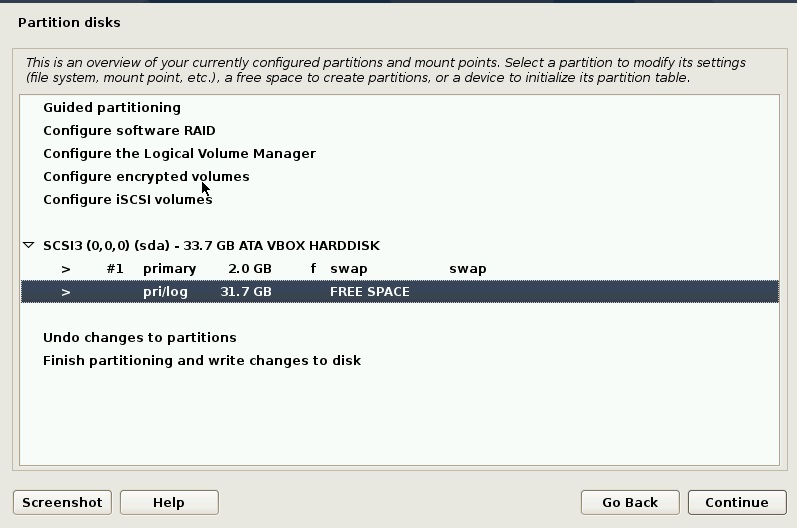 Partition disks
This is an overview of your currently configured partitions and mount points. Select a partition to modify its settings
(file system, mount point, etc.), a free space to create partitions, or a device to initialize its partition table.
Guided partitioning
Configure software RAID
Configure the Logical Volume Manager
Configure encrypted volumes
Configure iSCSI volumes
SCSI3 (0,0,0) (sda) - 33.7 GB ATA VBOX HARDDISK
> #1 primary 2.0 GB f swap swap
> pri/log 31.7 GB FREE SPACE
Undo changes to partitions
Finish partitioning and write changes to disk
Screenshot Help Go Back Continue